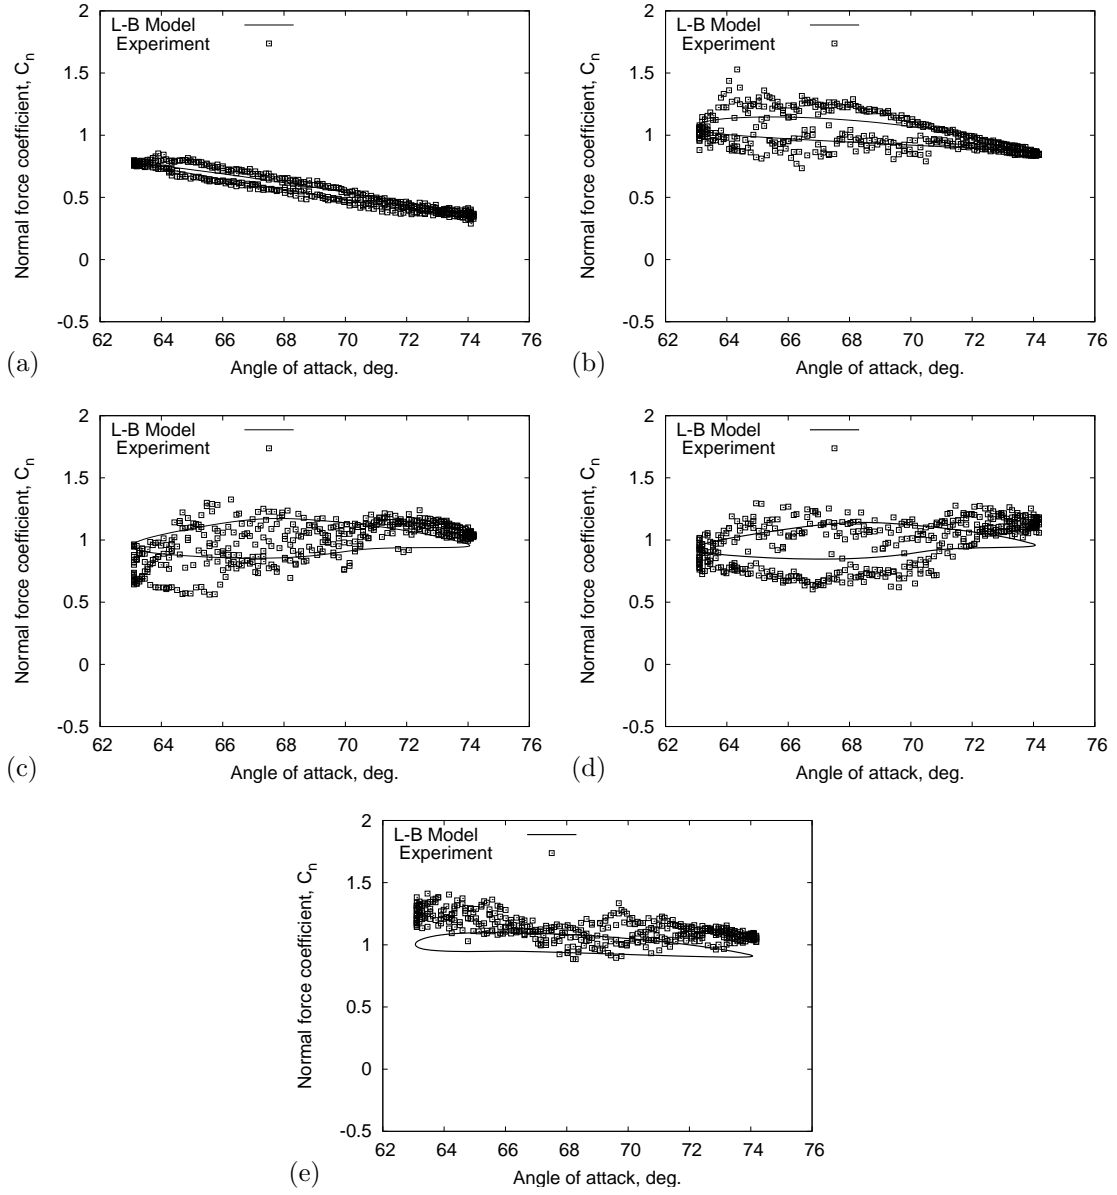 2
1.5
1
0.5
0
-0.5
62 64 66 68 70 72 74 76
Normal force coefficient, Cn
Angle of attack, deg.
L-B Model
Experiment
(a)
2
1.5
1
0.5
0
-0.5
62 64 66 68 70 72 74 76
Normal force coefficient, Cn
Angle of attack, deg.
L-B Model
Experiment
(b)
2
1.5
1
0.5
0
-0.5
62 64 66 68 70 72 74 76
Normal force coefficient, Cn
Angle of attack, deg.
L-B Model
Experiment
(c)
2
1.5
1
0.5
0
-0.5
62 64 66 68 70 72 74 76
Normal force coefficient, Cn
Angle of attack, deg.
L-B Model
Experiment
(d)
2
1.5
1
0.5
0
-0.5
62 64 66 68 70 72 74 76
Normal force coefficient, Cn
Angle of attack, deg.
L-B Model
Experiment
(e)